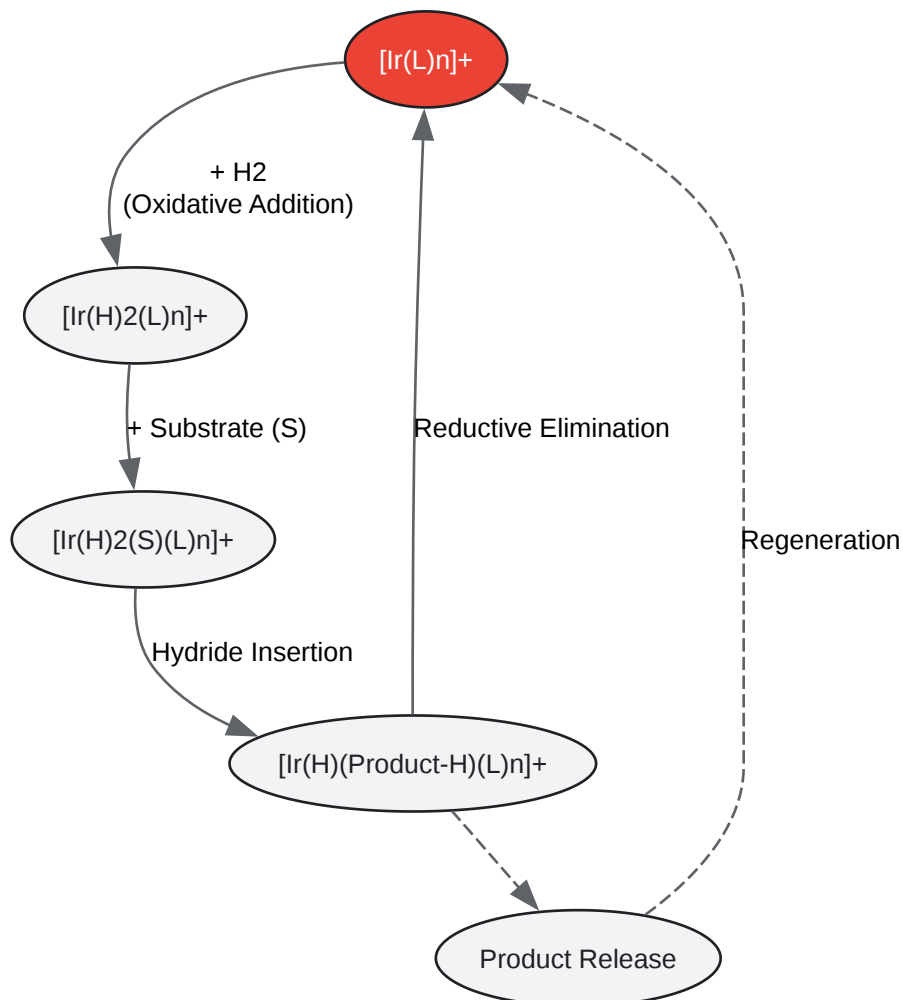 [Ir(L)n]+
+ H2
(Oxidative Addition)
[Ir(H)2(L)n]+
+ Substrate (S)
Reductive Elimination
[Ir(H)2(S)(L)n]+
Regeneration
Hydride Insertion
[Ir(H)(Product-H)(L)n]+
Product Release